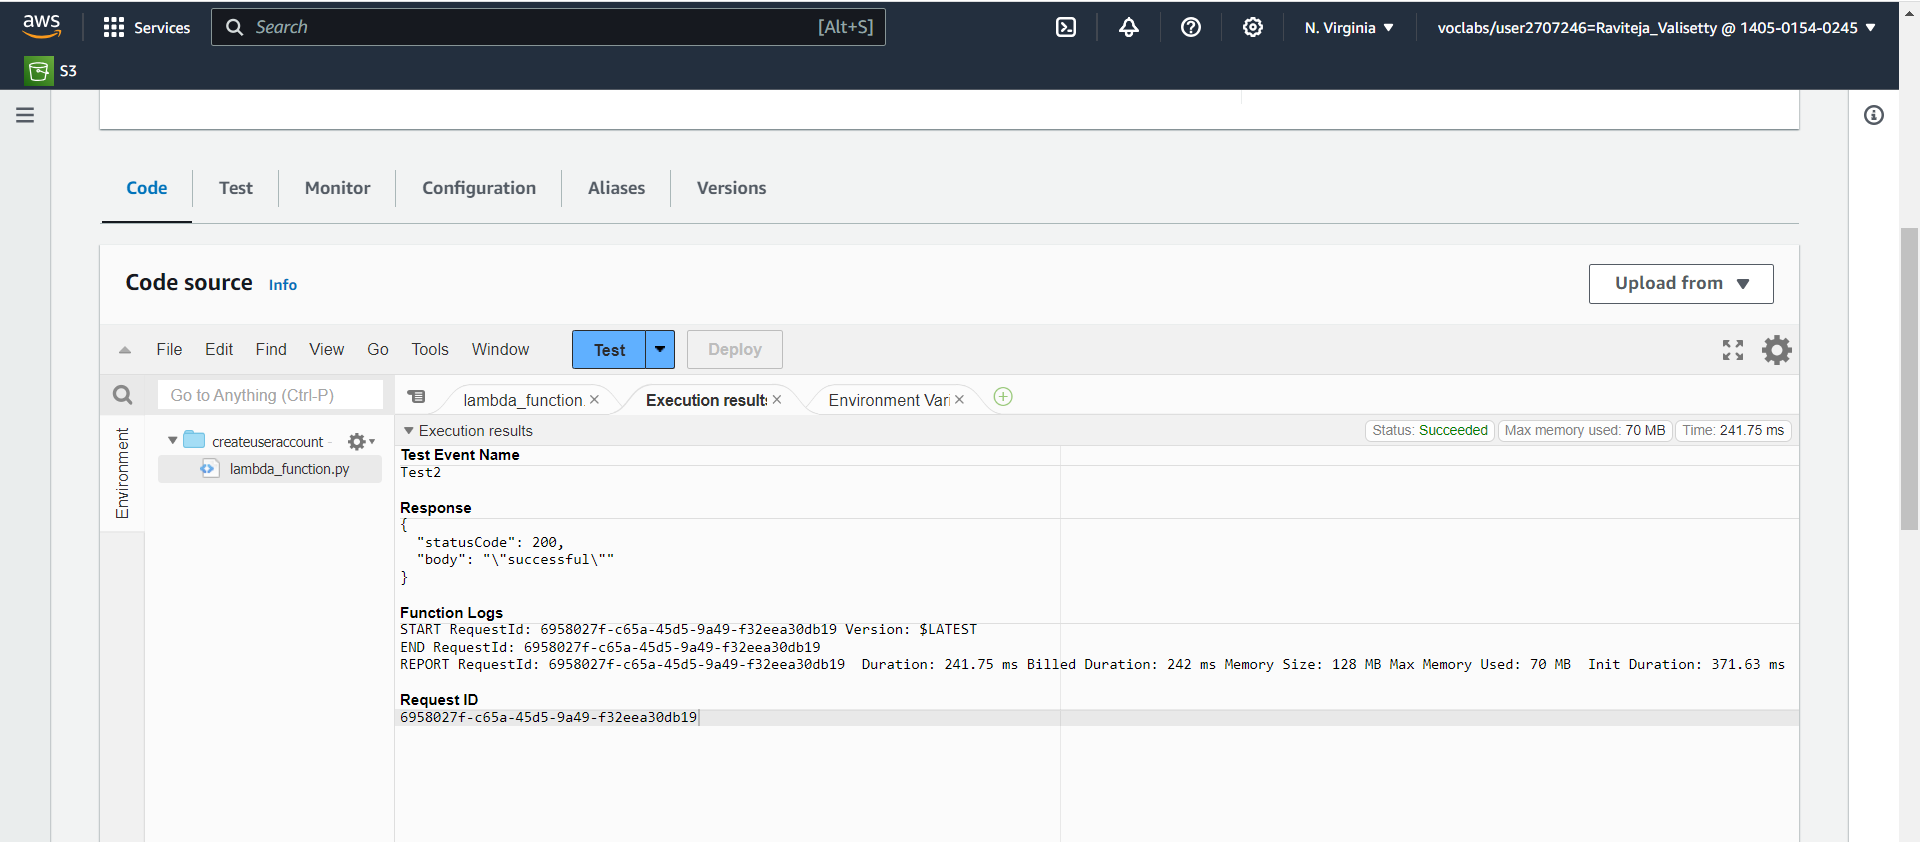 aws
Services
Search [Alt+S]
N. Virginia
voclabs/user2707246=Raviteja_Valisetty @ 1405-0154-0245
S3
Code Test Monitor Configuration Aliases Versions
Code source Info
Upload from
File Edit Find View Go Tools Window
Test
Deploy
Go to Anything (Ctrl-P)
lambda_function.
Execution results
Environment Vari
Environment
createuseraccount -
lambda_function.py
Execution results
Status: Succeeded
Max memory used: 70 MB
Time: 241.75 ms
Test Event Name
Test2
Response
{
"statusCode": 200,
"body": "\"successful\""
}
Function Logs
START RequestId: 6958027f-c65a-45d5-9a49-f32eea30db19 Version: $LATEST
END RequestId: 6958027f-c65a-45d5-9a49-f32eea30db19
REPORT RequestId: 6958027f-c65a-45d5-9a49-f32eea30db19 Duration: 241.75 ms Billed Duration: 242 ms Memory Size: 128 MB Max Memory Used: 70 MB Init Duration: 371.63 ms
Request ID
6958027f-c65a-45d5-9a49-f32eea30db19